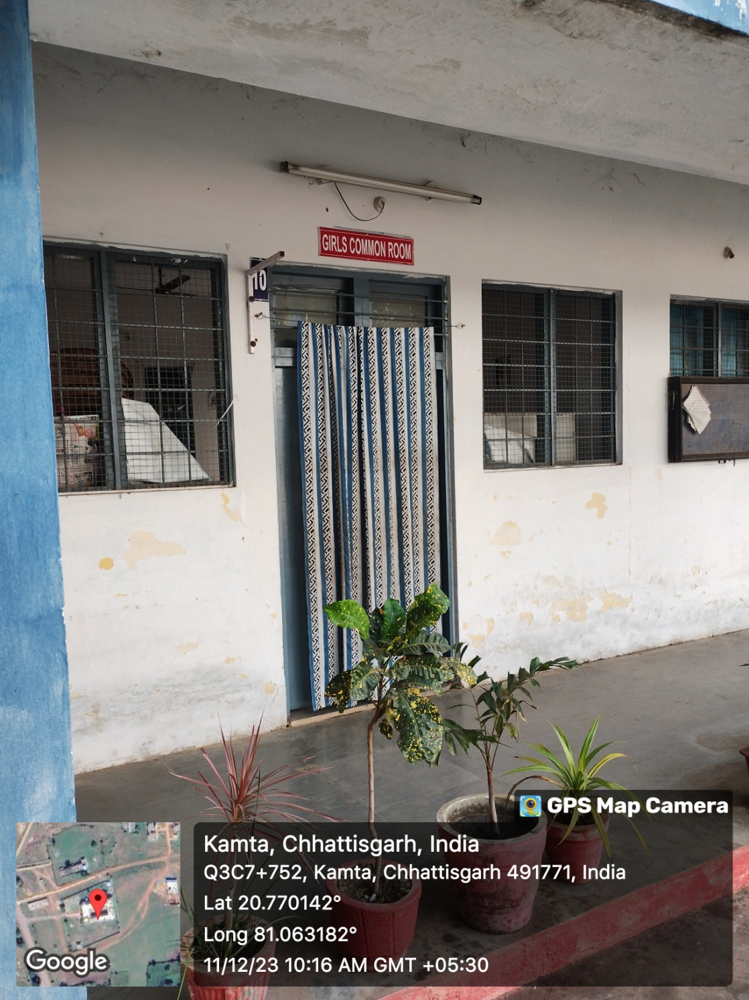 GIRLS COMMON ROOM
10
GPS Map Camera
Kamta, Chhattisgarh, India
Q3C7+752, Kamta, Chhattisgarh 491771, India
Lat 20.770142°
Long 81.063182°
11/12/23 10:16 AM GMT +05:30
Google